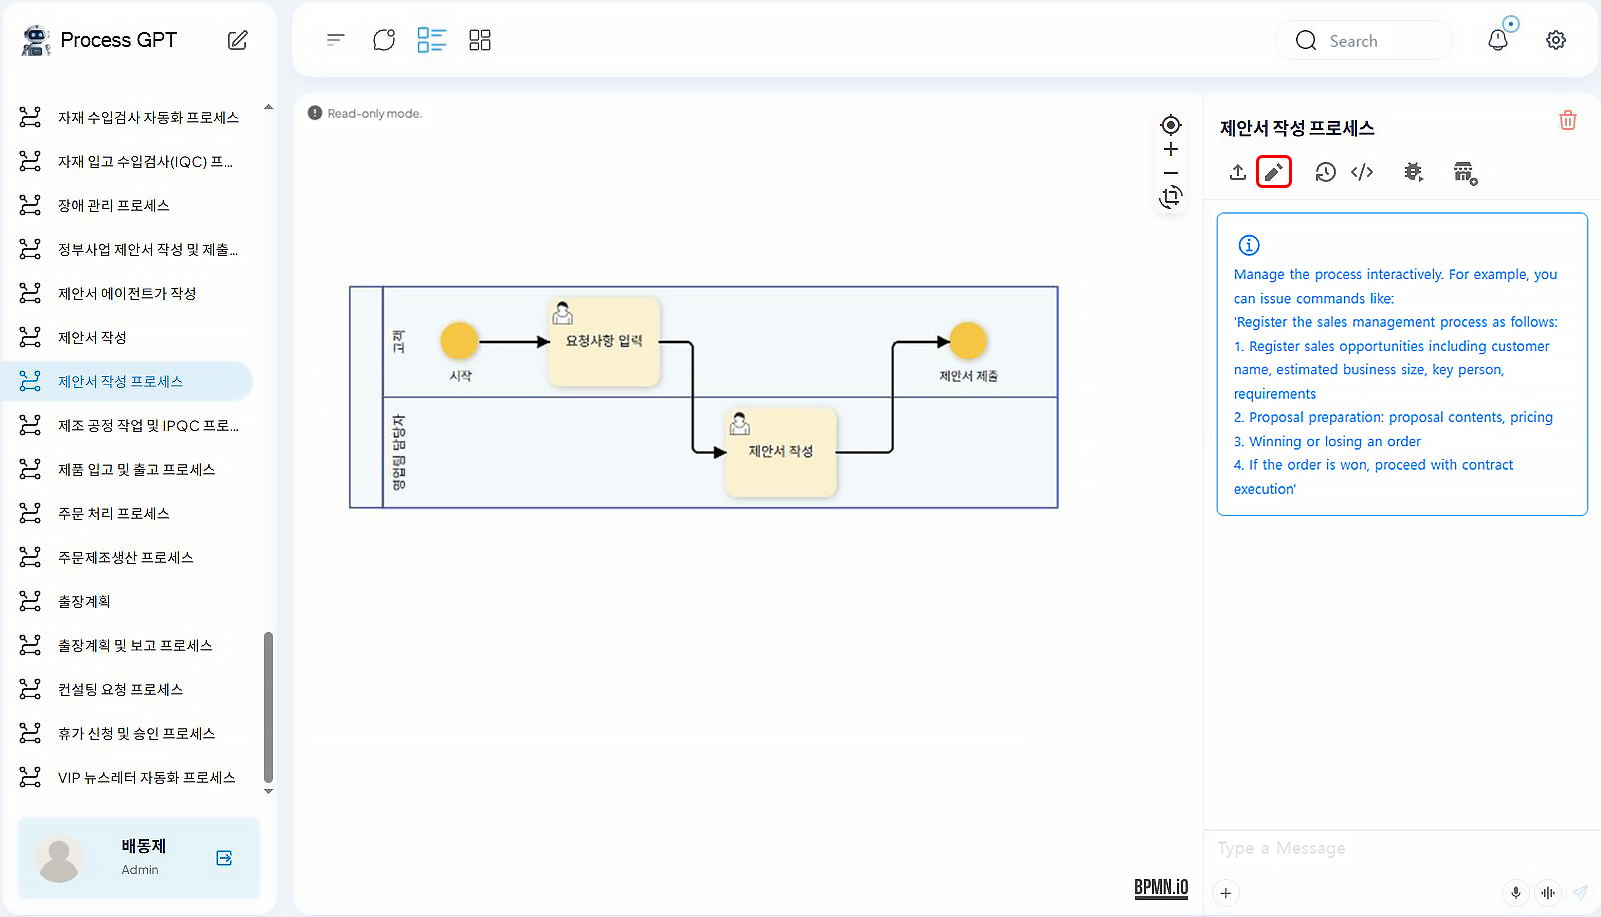 Process GPT
자재 수입검사 자동화 프로세스
자재 입고 수입검사(IQC) 프...
장애 관리 프로세스
정부사업 제안서 작성 및 제출...
제안서 에이전트가 작성
제안서 작성
제안서 작성 프로세스
제조 공정 작업 및 IPQC 프로...
제품 입고 및 출고 프로세스
주문 처리 프로세스
주문제조생산 프로세스
출장계획
출장계획 및 보고 프로세스
컨설팅 요청 프로세스
휴가 신청 및 승인 프로세스
VIP 뉴스레터 자동화 프로세스
배동제
Admin
Search
Read-only mode.
고객
시작
요청사항 입력
제안서 제출
영업팀 담당자
제안서 작성
BPMN.iO
제안서 작성 프로세스
Manage the process interactively. For example, you
can issue commands like:
'Register the sales management process as follows:
1. Register sales opportunities including customer
name, estimated business size, key person,
requirements
2. Proposal preparation: proposal contents, pricing
3. Winning or losing an order
4. If the order is won, proceed with contract
execution'
Type a Message